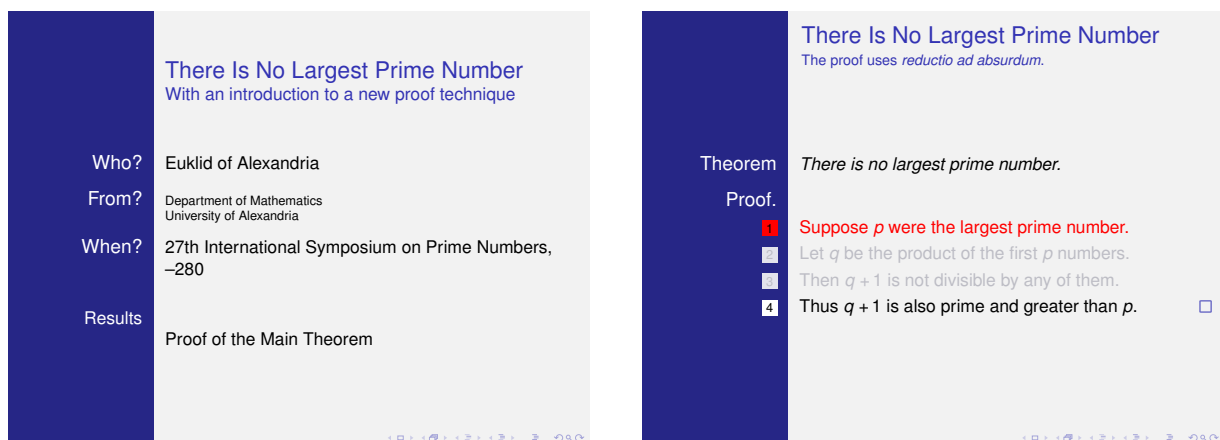 There Is No Largest Prime Number
With an introduction to a new proof technique
Who? Euklid of Alexandria
From? Department of Mathematics
University of Alexandria
When? 27th International Symposium on Prime Numbers,
–280
Results
Proof of the Main Theorem
There Is No Largest Prime Number
The proof uses reductio ad absurdum.
Theorem There is no largest prime number.
Proof.
1 Suppose p were the largest prime number.
2 Let q be the product of the first p numbers.
3 Then q + 1 is not divisible by any of them.
4 Thus q + 1 is also prime and greater than p. □